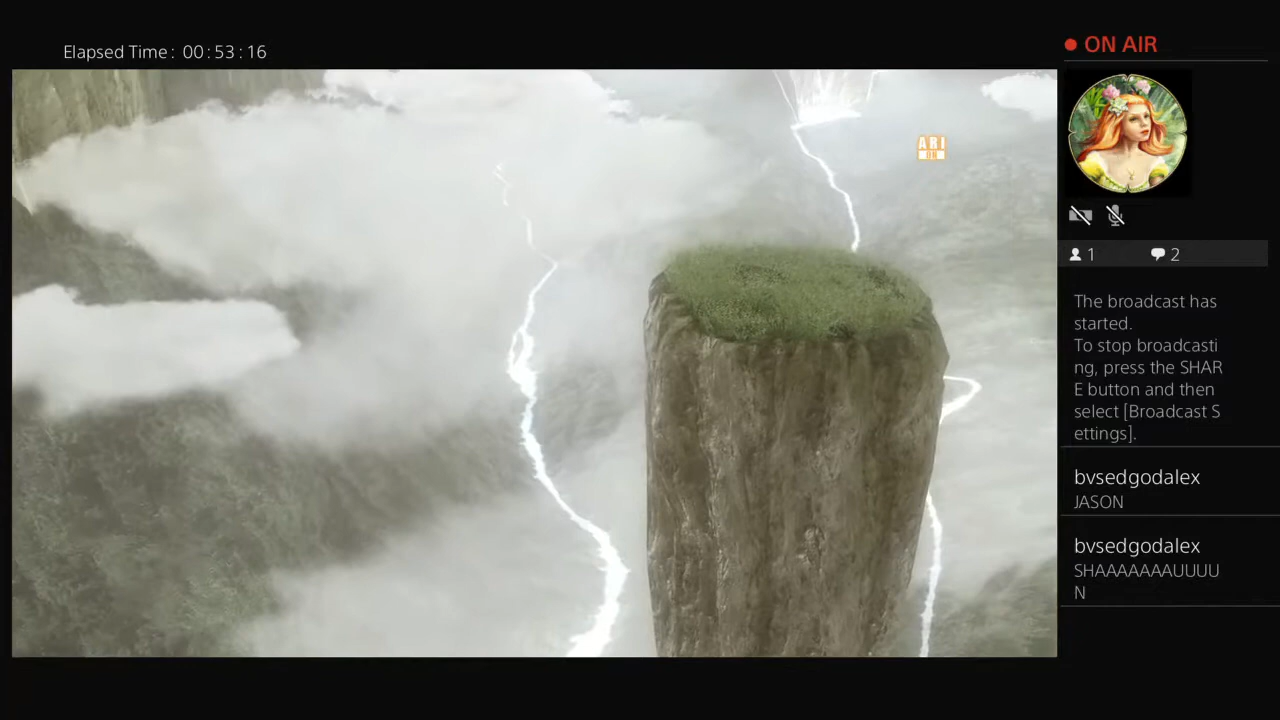 Elapsed Time: 00:53:16
ON AIR
ARI
1
2
The broadcast has
started.
To stop broadcasti
ng, press the SHAR
E button and then
select [Broadcast S
ettings].
bvsedgodalex
JASON
bvsedgodalex
SHAAAAAAAUUUU
N